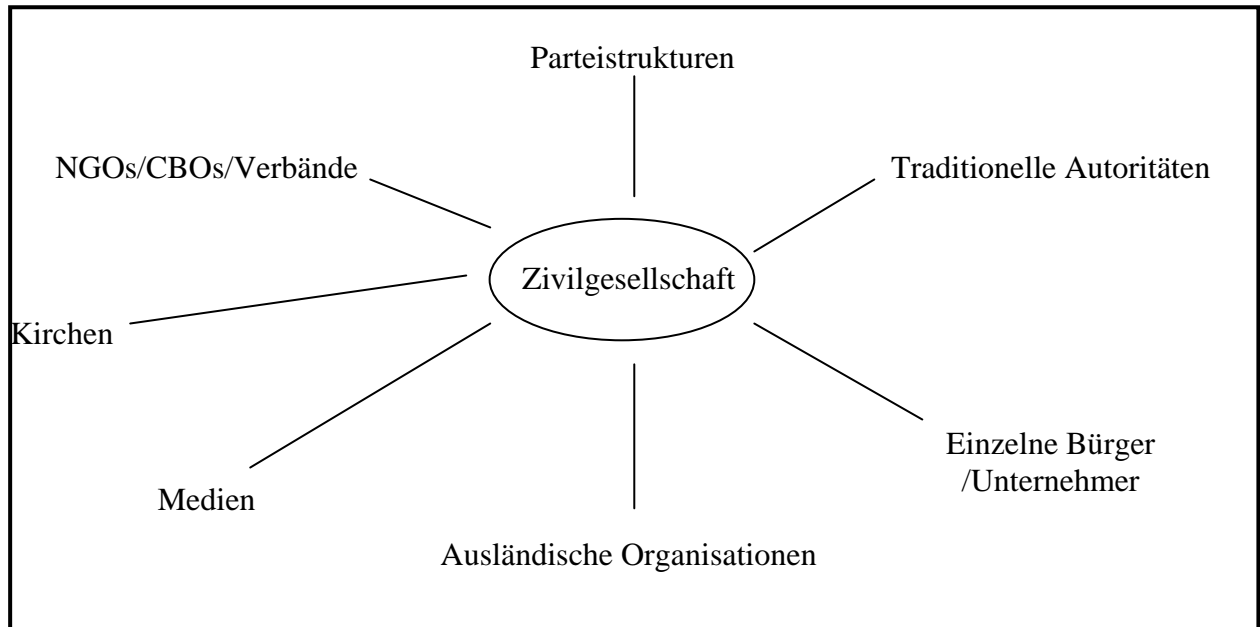 Parteistrukturen
NGOs/CBOs/Verbände
Traditionelle Autoritäten
Zivilgesellschaft
Kirchen
Einzelne Bürger
/Unternehmer
Medien
Ausländische Organisationen